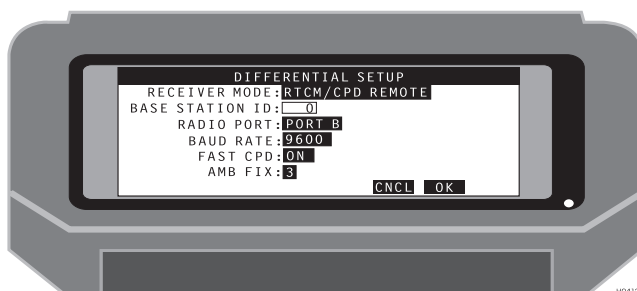 DIFFERENTIAL SETUP
RECEIVER MODE: RTCM/CPD REMOTE
BASE STATION ID: 0
RADIO PORT: PORT B
BAUD RATE: 9600
FAST CPD: ON
AMB FIX: 3
CNCL OK